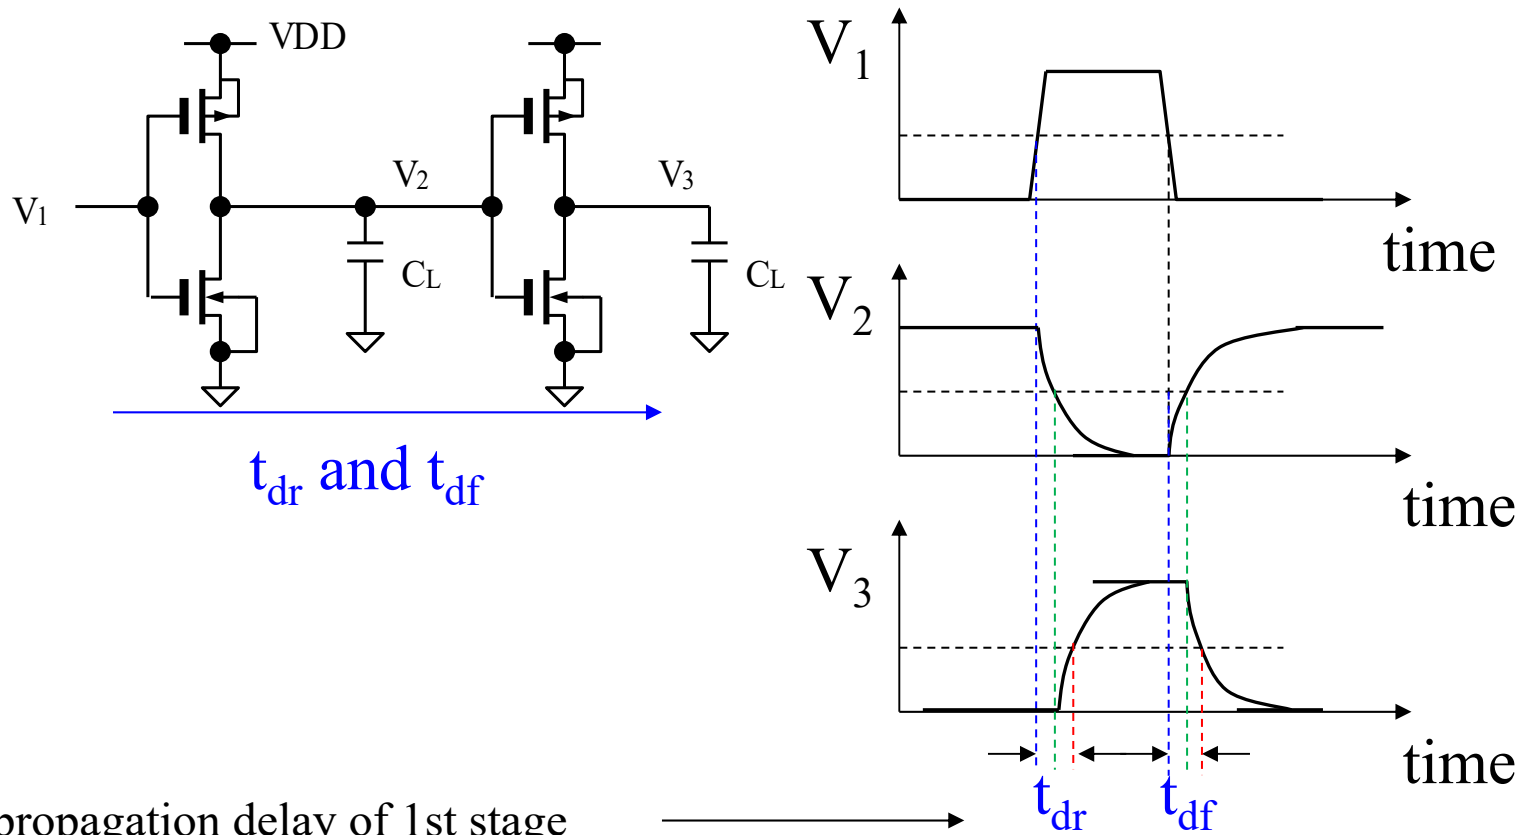 VDD
V1
V2
V3
CL
CL
tdr and tdf
V1
time
V2
time
V3
time
tdr
tdf
propagation delay of 1st stage